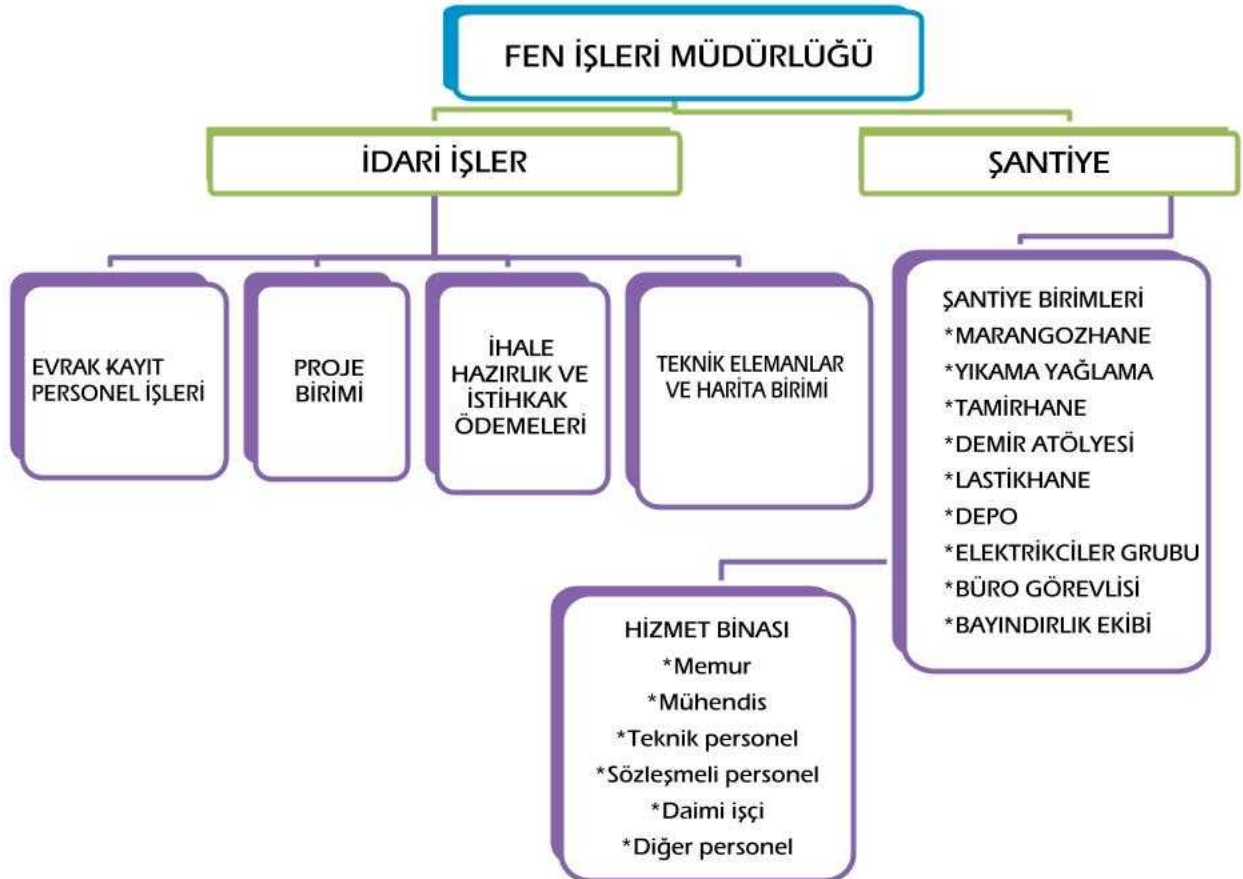 FEN İŞLERİ MÜDÜRLÜĞÜ
İDARİ İŞLER
ŞANTİYE
EVRAK KAYIT
PERSONEL İŞLERİ
PROJE
BİRİMİ
İHALE
HAZIRLIK VE
İSTİHKAK
ÖDEMELERİ
TEKNİK ELEMANLAR
VE HARİTA BİRİMİ
ŞANTİYE BİRİMLERİ
*MARANGOZHANE
*YIKAMA YAĞLAMA
*TAMİRHANE
*DEMİR ATÖLYESİ
*LASTİKHANE
*DEPO
*ELEKTRİKCİLER GRUBU
*BÜRO GÖREVLİSİ
*BAYINDIRLIK EKİBİ
HİZMET BİNASI
*Memur
*Mühendis
*Teknik personel
*Sözleşmeli personel
*Daimi işçi
*Diğer personel